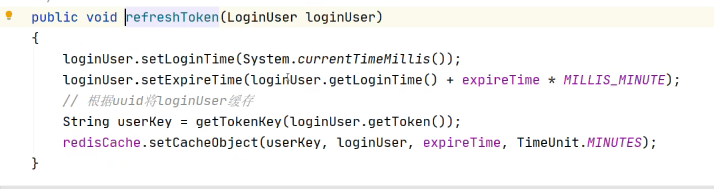 public void refreshToken(LoginUser loginUser)
{
loginUser.setLoginTime(System.currentTimeMillis());
loginUser.setExpireTime(loginUser.getLoginTime() + expireTime * MILLIS_MINUTE);
// 根据uuid将loginUser缓存
String userKey = getTokenKey(loginUser.getToken());
redisCache.setCacheObject(userKey, loginUser, expireTime, TimeUnit.MINUTES);
}